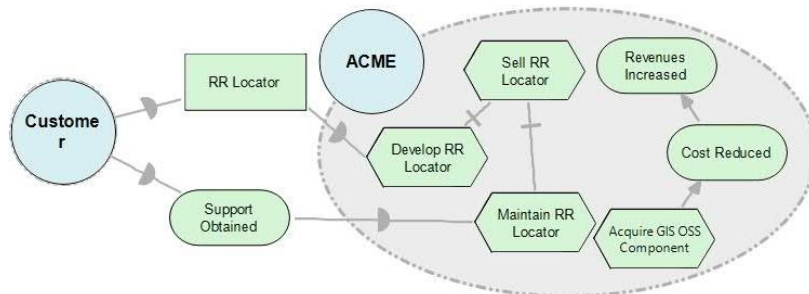 Custome
r
RR Locator
Support
Obtained
ACME
Develop RR
Locator
Sell RR
Locator
Maintain RR
Locator
Revenues
Increased
Cost Reduced
Acquire GIS OSS
Component